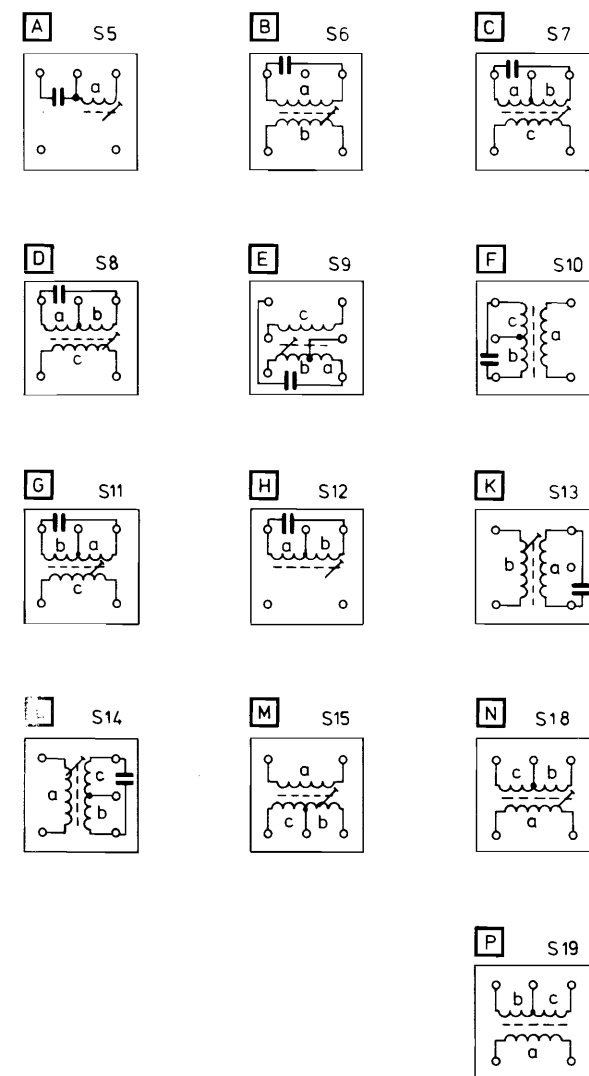 A S5
B S6
C S7
a
a
a b
b
c
D S8
E S9
F S10
a b
c
c
b a
c
b
a
G S11
H S12
K S13
b a
c
a b
b
a
S14
M S15
N S18
a
c
b
a
c b
c b
a
P S19
b c
a